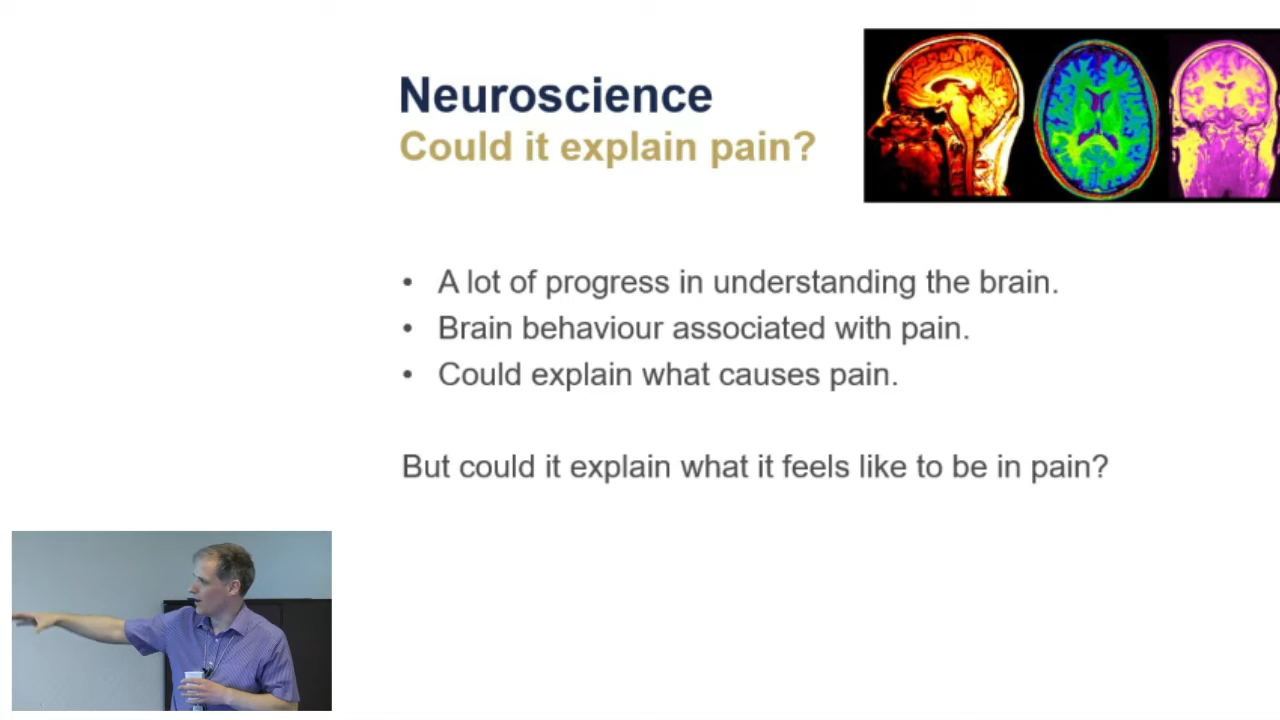 Neuroscience
Could it explain pain?
• A lot of progress in understanding the brain.
• Brain behaviour associated with pain.
• Could explain what causes pain.
But could it explain what it feels like to be in pain?